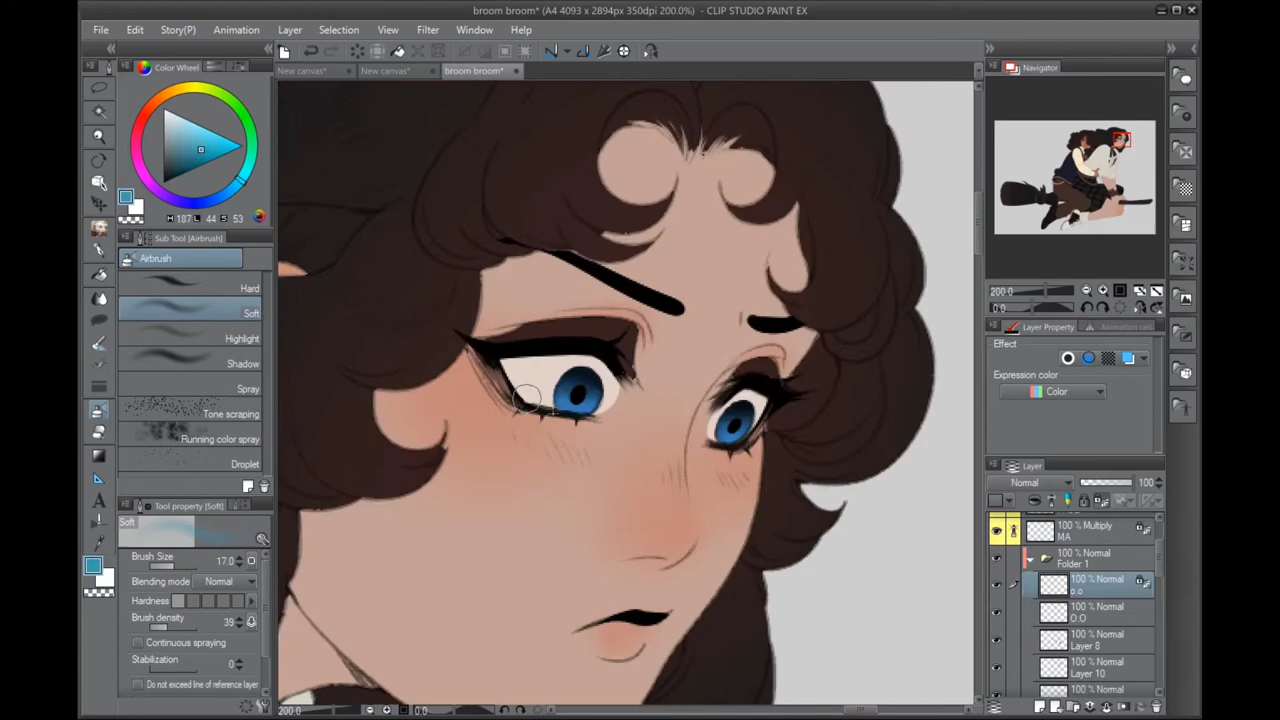 broom broom* (A4 4093 x 2894px 350dpi 200.0%) - CLIP STUDIO PAINT EX
File Edit Story(P) Animation Layer Selection View Filter Window Help
New canvas* New canvas* broom broom*
Color Wheel
H 187 L 44 S 53
Sub Tool [Airbrush]
Airbrush
Hard
Soft
Highlight
Shadow
Spray
Tone scraping
Running color spray
Droplet
Tool property [Soft]
Soft
Brush Size 17.0
Blending mode Normal
Hardness
Brush density 39
Continuous spraying
Stabilization 0
Do not exceed line of reference layer
200.0 0.0
Navigator
200.0
0.0
Layer Property Animation cels
Effect
Expression color
Color
Layer
Normal 100
100 % Multiply
MA
100 % Normal
Folder 1
100 % Normal
o.o
100 % Normal
O.O
100 % Normal
Layer 8
100 % Normal
Layer 10
100 % Normal